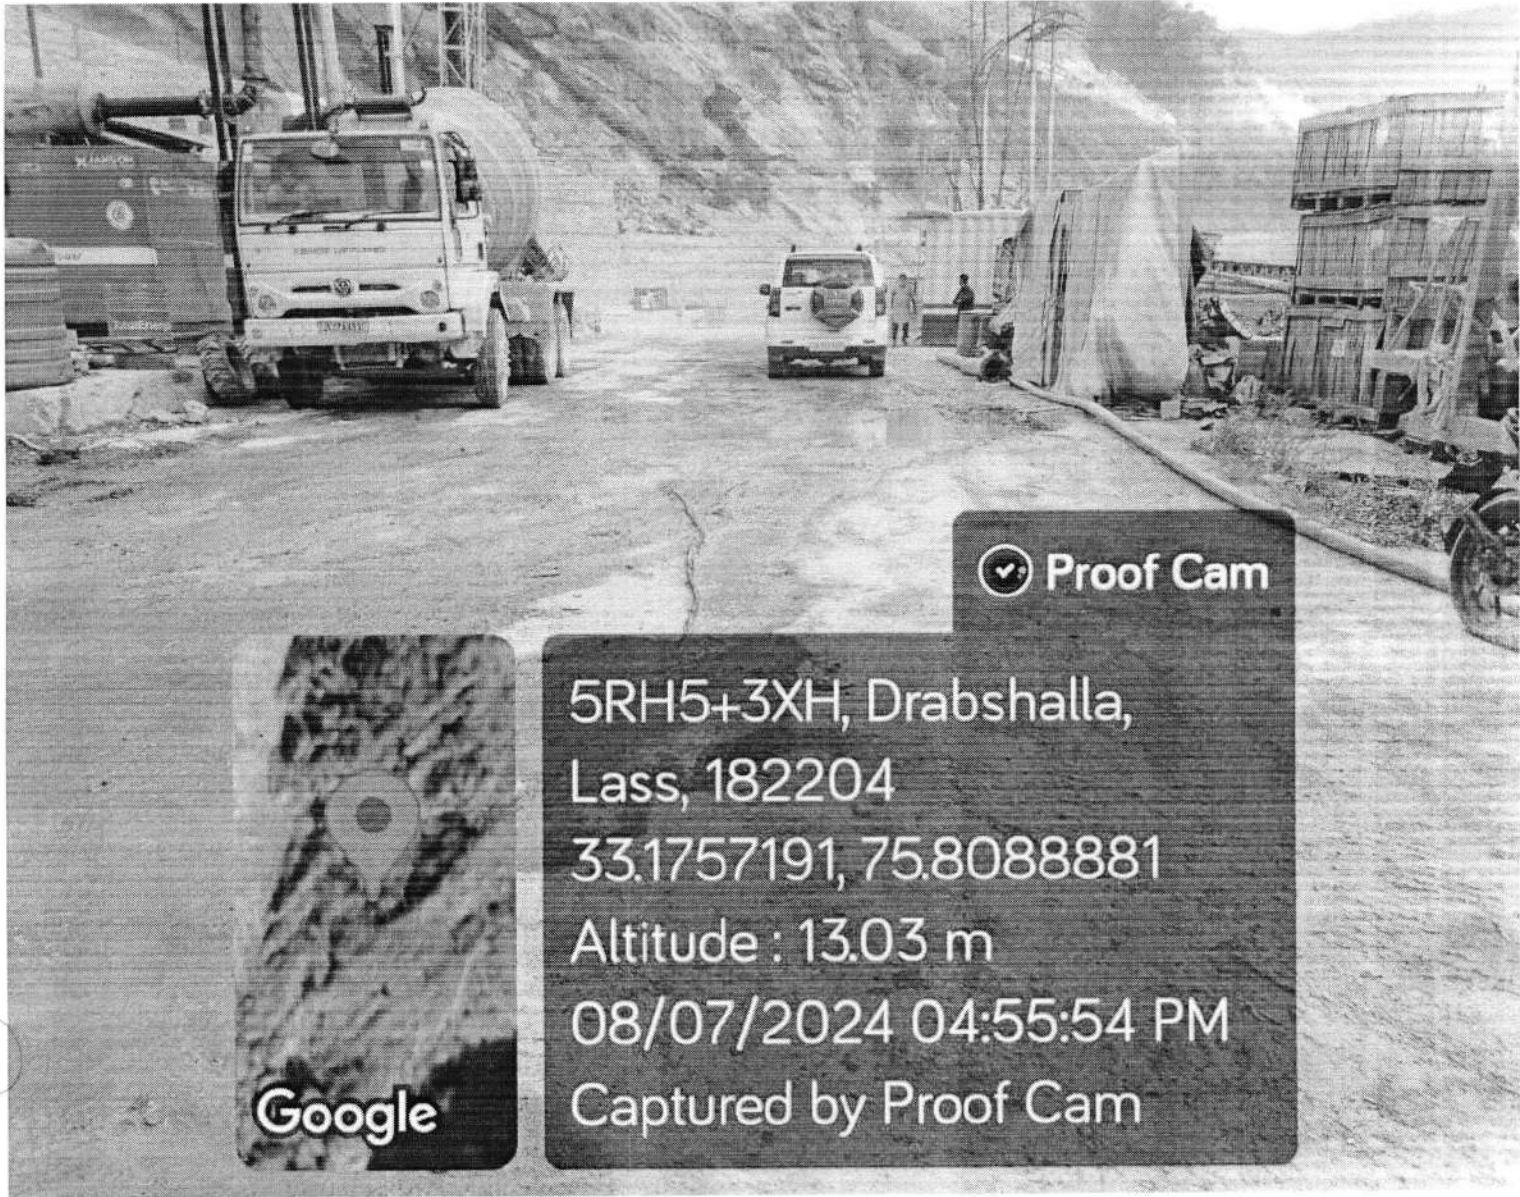 Proof Cam
5RH5+3XH, Drabshalla,
Lass, 182204
33.1757191, 75.8088881
Altitude : 13.03 m
08/07/2024 04:55:54 PM
Captured by Proof Cam
Google